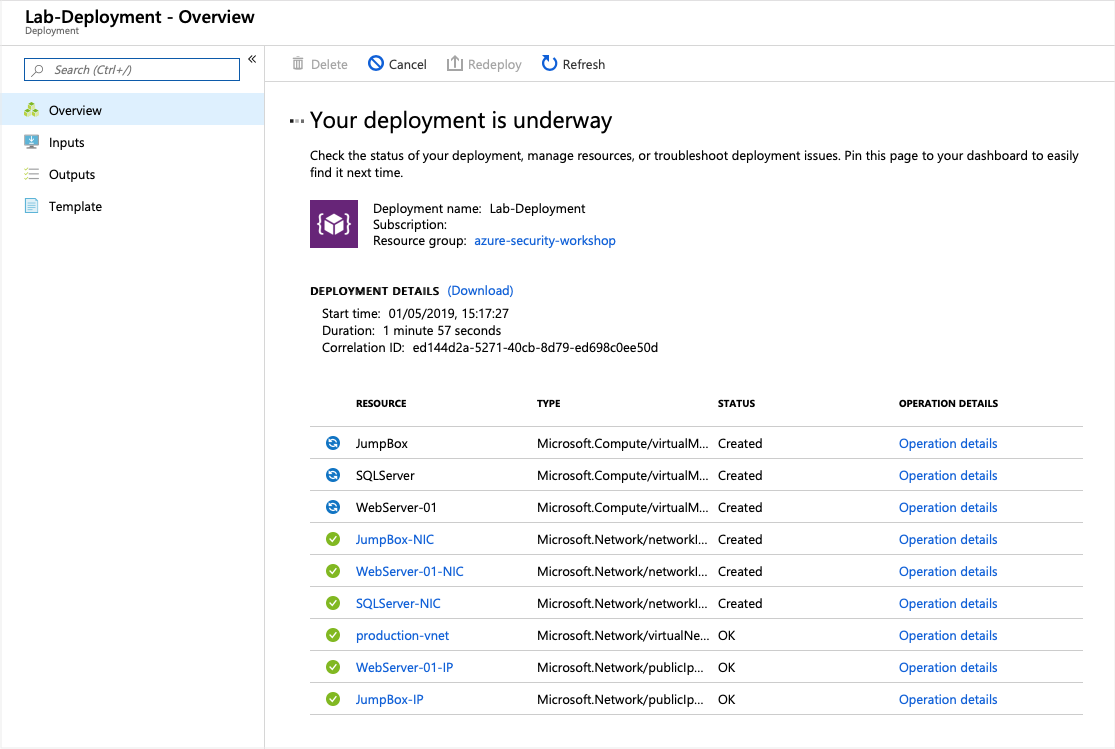 Lab-Deployment - Overview
Deployment
Search (Ctrl+/)
«
Overview
Inputs
Outputs
Template
Delete Cancel Redeploy Refresh
Your deployment is underway
Check the status of your deployment, manage resources, or troubleshoot deployment issues. Pin this page to your dashboard to easily
find it next time.
Deployment name: Lab-Deployment
Subscription:
Resource group: azure-security-workshop
DEPLOYMENT DETAILS (Download)
Start time: 01/05/2019, 15:17:27
Duration: 1 minute 57 seconds
Correlation ID: ed144d2a-5271-40cb-8d79-ed698c0ee50d
RESOURCE TYPE STATUS OPERATION DETAILS
JumpBox Microsoft.Compute/virtualM... Created Operation details
SQLServer Microsoft.Compute/virtualM... Created Operation details
WebServer-01 Microsoft.Compute/virtualM... Created Operation details
JumpBox-NIC Microsoft.Network/networkI... Created Operation details
WebServer-01-NIC Microsoft.Network/networkI... Created Operation details
SQLServer-NIC Microsoft.Network/networkI... Created Operation details
production-vnet Microsoft.Network/virtualNe... OK Operation details
WebServer-01-IP Microsoft.Network/publicIp... OK Operation details
JumpBox-IP Microsoft.Network/publicIp... OK Operation details